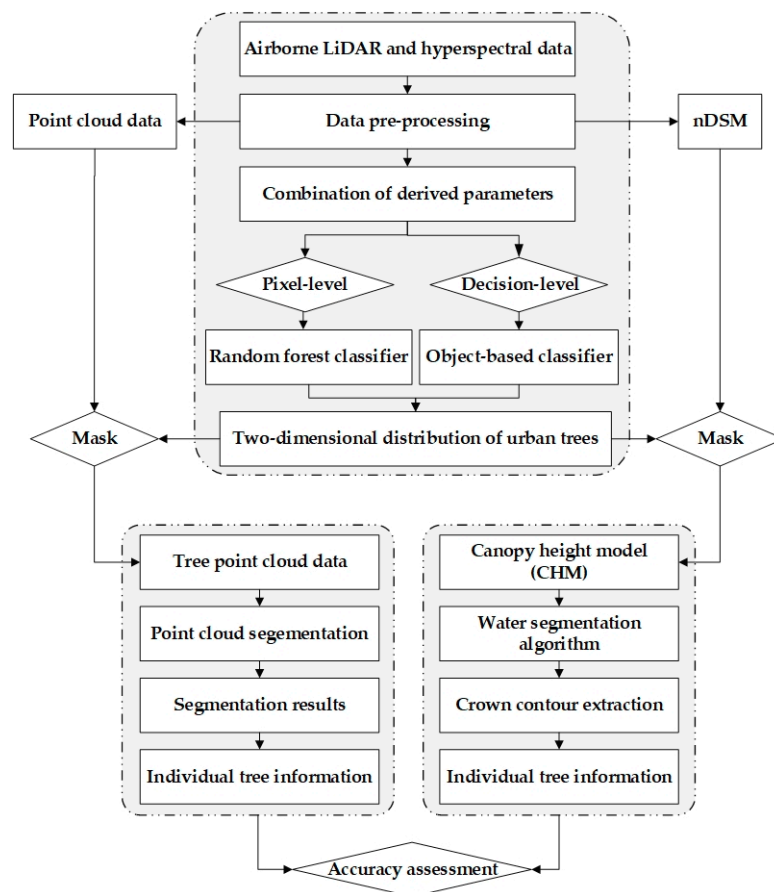 Airborne LiDAR and hyperspectral data
Point cloud data
Data pre-processing
nDSM
Combination of derived parameters
Pixel-level
Decision-level
Random forest classifier
Object-based classifier
Mask
Two-dimensional distribution of urban trees
Mask
Tree point cloud data
Point cloud segementation
Segmentation results
Individual tree information
Canopy height model
(CHM)
Water segmentation
algorithm
Crown contour extraction
Individual tree information
Accuracy assessment